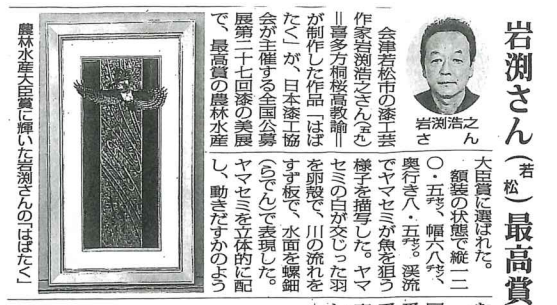 岩渕さん(若松)最高賞
岩渕浩之
さん
会津若松市の漆工芸
作家岩渕浩之さん(五九)
=喜多方桐桜高教諭=
が制作した作品「はば
たく」が、日本漆工協
会が主催する全国公募
展第二十七回漆の美展
で、最高賞の農林水産
大臣賞に選ばれた。
額装の状態で縦一二
〇・五㌢、幅六八㌢、
奥行き八・五㌢。渓流
でヤマセミが魚を狙う
様子を描写した。ヤマ
セミの白が交じった羽
を卵殻で、川の流れを
すず板で、水面を螺鈿
(らでん)で表現した。
ヤマセミを立体的に配
し、動きだすかのよう
農林水産大臣賞に輝いた岩渕さんの「はばたく」